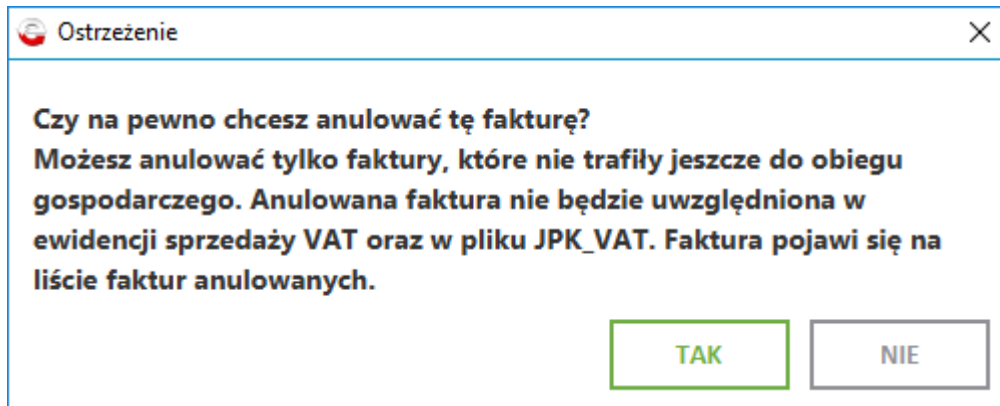 Ostrzeżenie
Czy na pewno chcesz anulować tę fakturę?
Możesz anulować tylko faktury, które nie trafiły jeszcze do obiegu
gospodarczego. Anulowana faktura nie będzie uwzględniona w
ewidencji sprzedaży VAT oraz w pliku JPK_VAT. Faktura pojawi się na
liście faktur anulowanych.
TAK
NIE